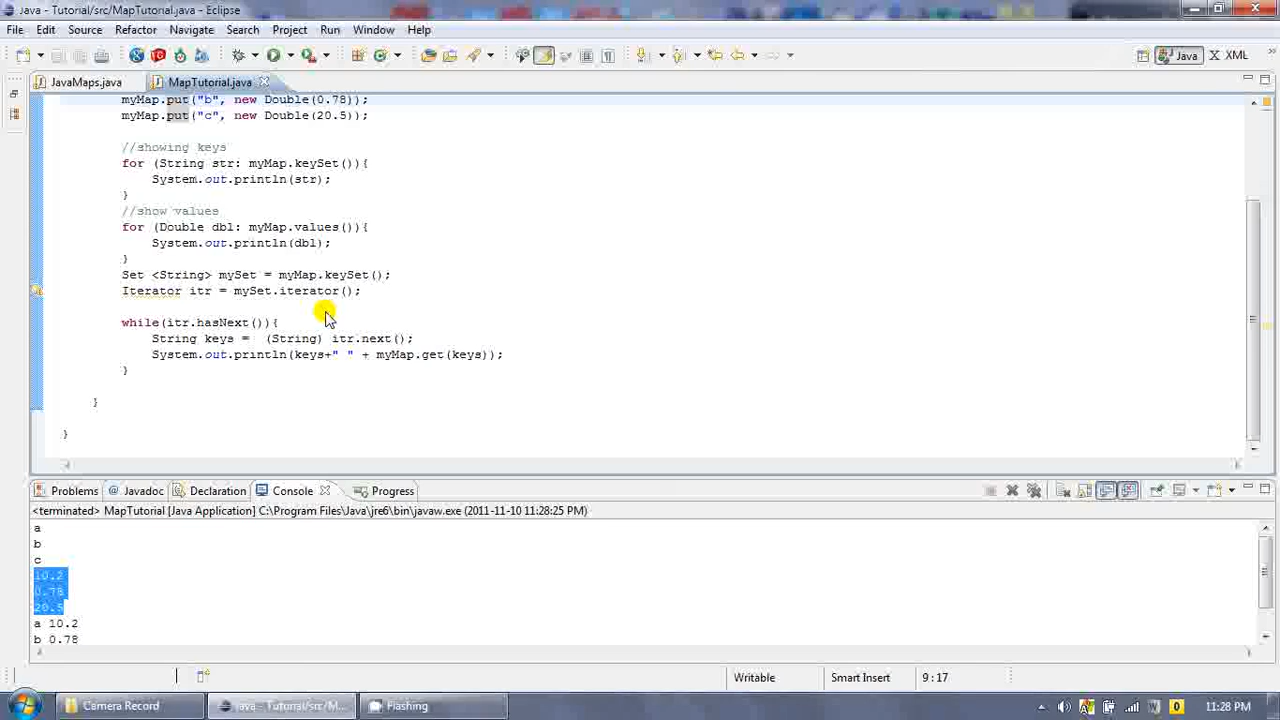 Java - Tutorial/src/MapTutorial.java - Eclipse
File Edit Source Refactor Navigate Search Project Run Window Help
Java XML
JavaMaps.java MapTutorial.java
myMap.put("b", new Double(0.78));
myMap.put("c", new Double(20.5));
//showing keys
for (String str: myMap.keySet()){
System.out.println(str);
}
//show values
for (Double dbl: myMap.values()){
System.out.println(dbl);
}
Set <String> mySet = myMap.keySet();
Iterator itr = mySet.iterator();
while(itr.hasNext()){
String keys = (String) itr.next();
System.out.println(keys+" " + myMap.get(keys));
}
}
}
Problems @ Javadoc Declaration Console Progress
<terminated> MapTutorial [Java Application] C:\Program Files\Java\jre6\bin\javaw.exe (2011-11-10 11:28:25 PM)
a
b
c
10.2
0.78
20.5
a 10.2
b 0.78
Writable Smart Insert 9:17
Camera Record Java - Tutorial/src/M... Flashing 11:28 PM